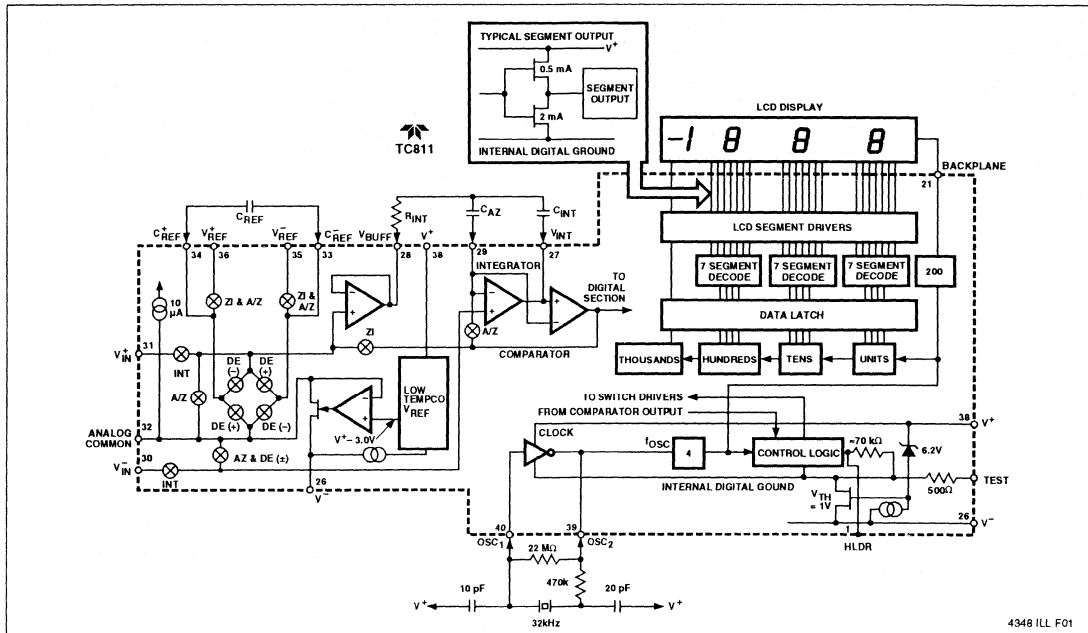 TYPICAL SEGMENT OUTPUT
V+
0.5 mA
SEGMENT
OUTPUT
2 mA
INTERNAL DIGITAL GROUND
TC811
LCD DISPLAY
-1 8 8 8
BACKPLANE
21
LCD SEGMENT DRIVERS
7 SEGMENT
DECODE
7 SEGMENT
DECODE
7 SEGMENT
DECODE
200
DATA LATCH
THOUSANDS
HUNDREDS
TENS
UNITS
TO SWITCH DRIVERS
FROM COMPARATOR OUTPUT
CREF
RINT
CAZ
CINT
C+REF
V+REF
V-REF
C-REF
VBUFF
V+
VINT
34
36
35
33
28
38
29
27
INTEGRATOR
TO
DIGITAL
SECTION
10
µA
ZI & A/Z
ZI &
A/Z
ZI
A/Z
COMPARATOR
31
V+IN
INT
DE
(–)
DE
(+)
A/Z
DE (+)
DE (–)
LOW
TEMPCO
VREF
V+ – 3.0V
ANALOG
COMMON
32
AZ & DE (±)
30
V-IN
INT
26
V-
CLOCK
fOSC
4
CONTROL LOGIC
≈70 kΩ
6.2V
38
V+
INTERNAL DIGITAL GOUND
500Ω
TEST
VTH
= 1V
26
V-
1
HLDR
40
39
OSC1
OSC2
22 MΩ
470k
10 pF
20 pF
V+
V+
32kHz
4348 ILL F01